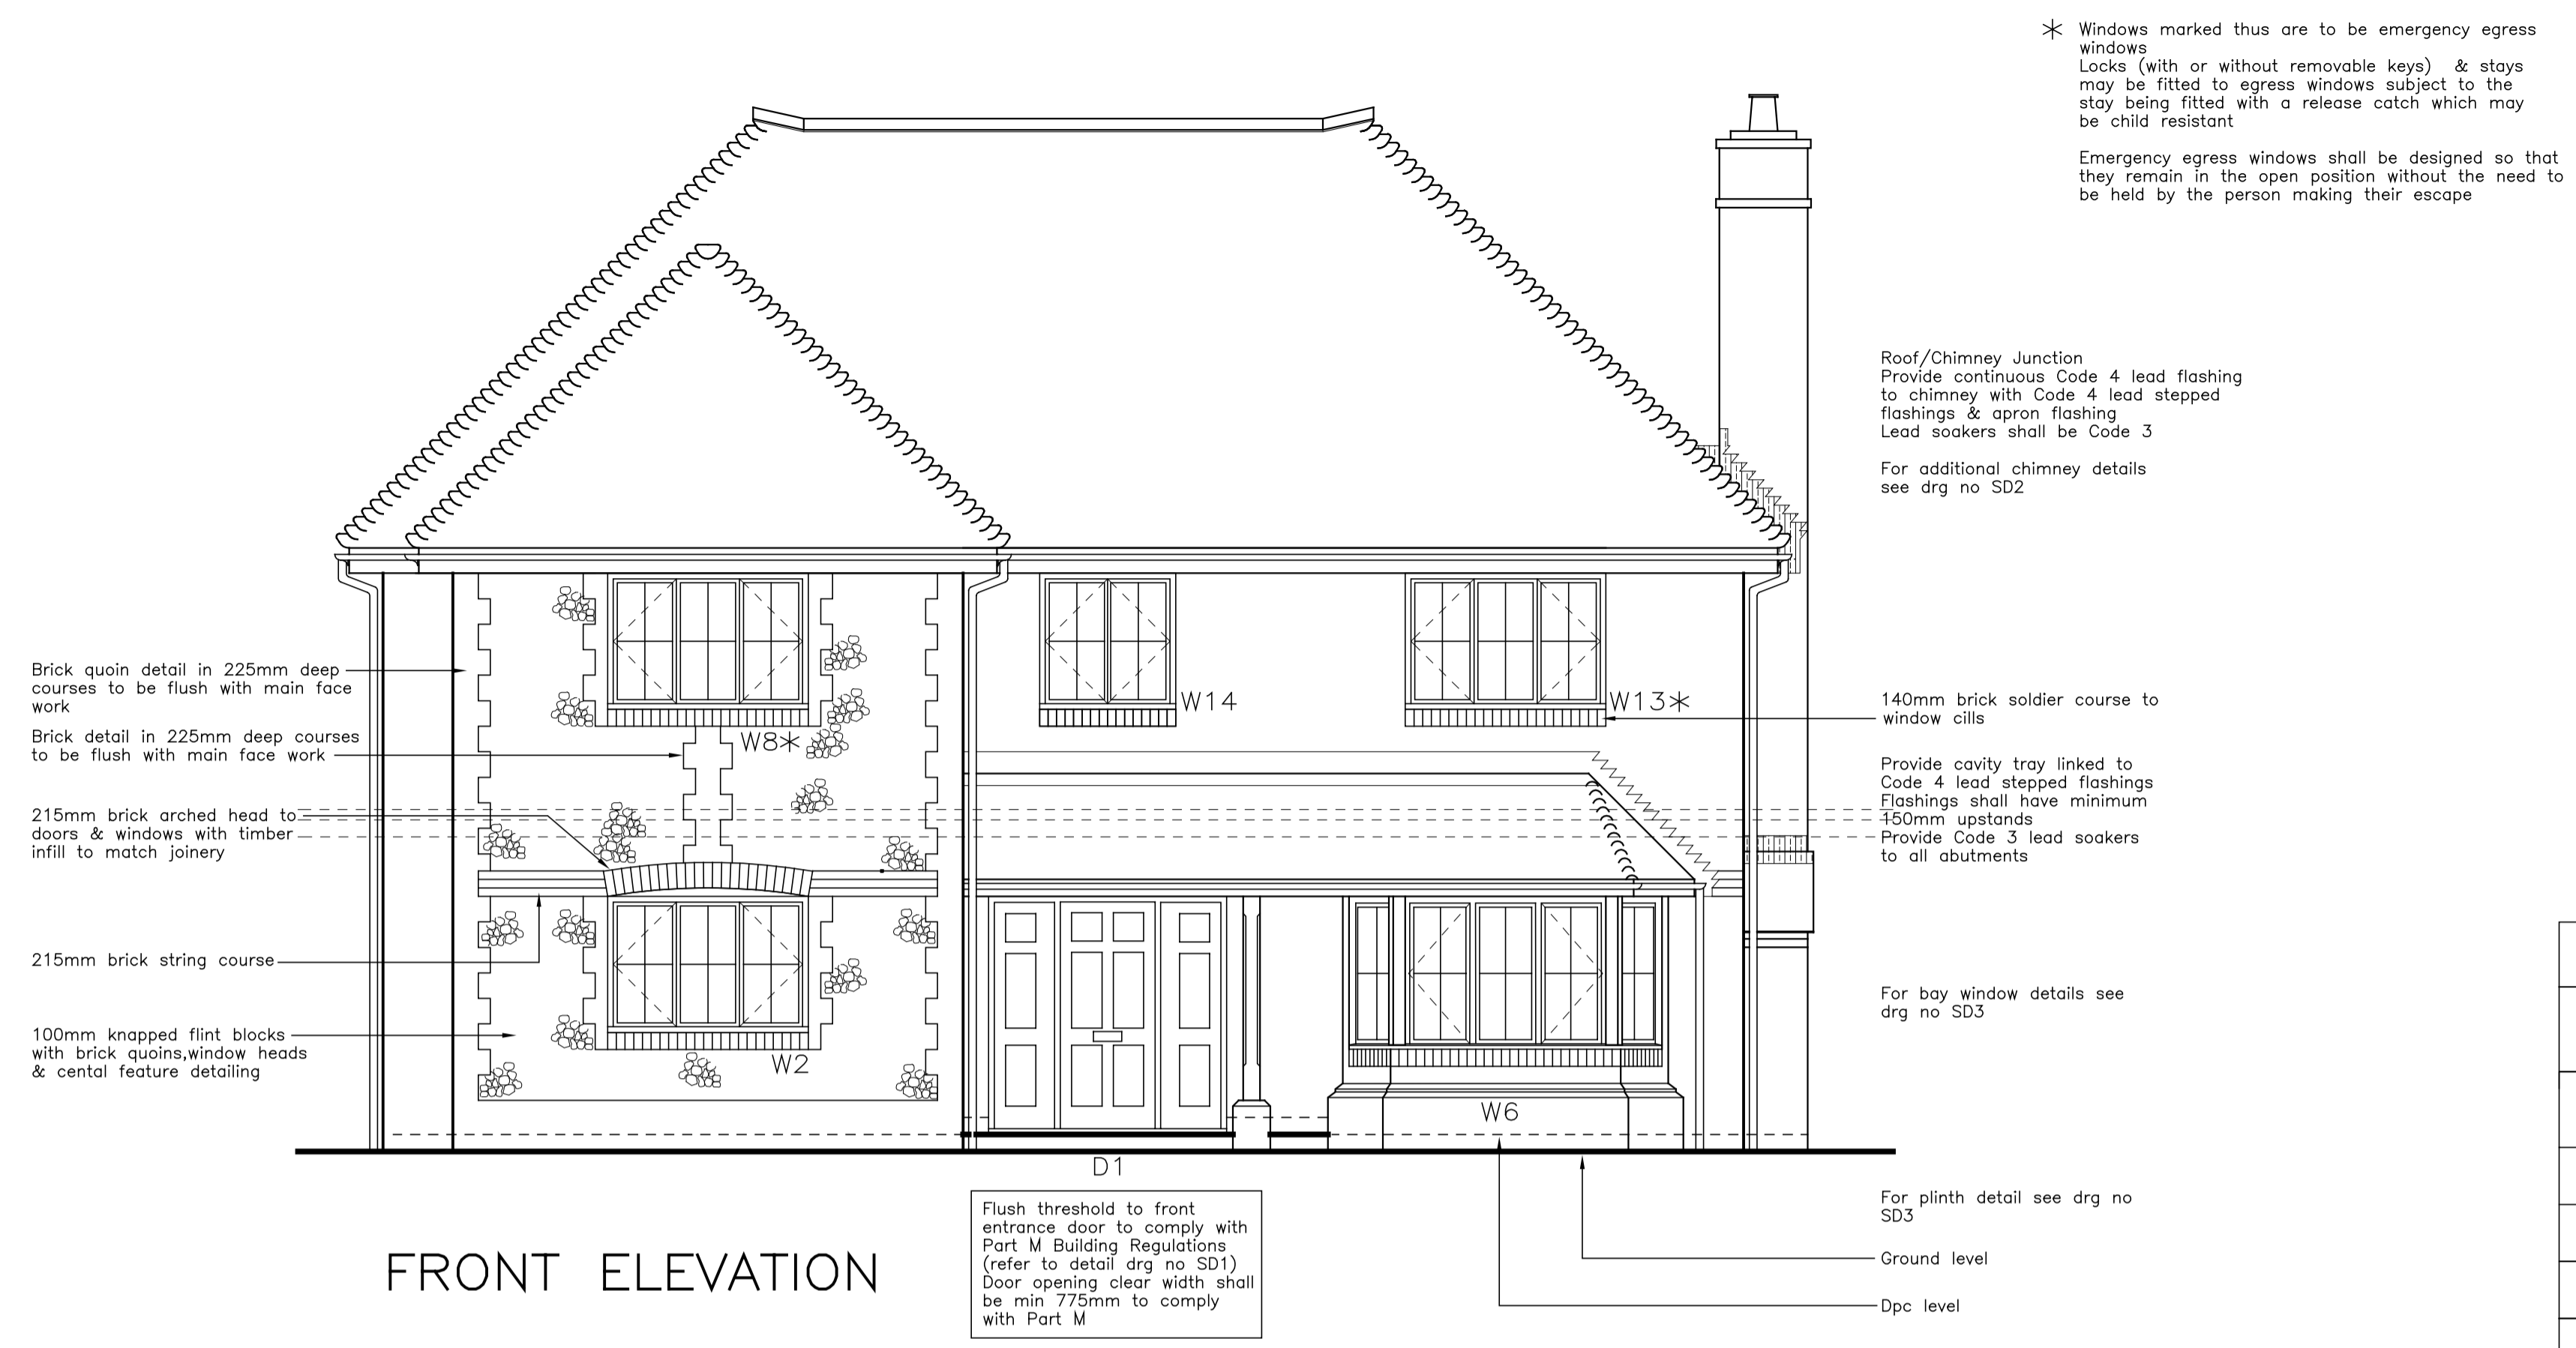 * Windows marked thus are to be emergency egress
windows
Locks (with or without removable keys) & stays
may be fitted to egress windows subject to the
stay being fitted with a release catch which may
be child resistant
Emergency egress windows shall be designed so that
they remain in the open position without the need to
be held by the person making their escape
Roof/Chimney Junction
Provide continuous Code 4 lead flashing
to chimney with Code 4 lead stepped
flashings & apron flashing
Lead soakers shall be Code 3
For additional chimney details
see drg no SD2
Brick quoin detail in 225mm deep
courses to be flush with main face
work
Brick detail in 225mm deep courses
to be flush with main face work
215mm brick arched head to
doors & windows with timber
infill to match joinery
215mm brick string course
100mm knapped flint blocks
with brick quoins,window heads
& cental feature detailing
W8*
W14
W13*
W2
W6
D1
140mm brick soldier course to
window cills
Provide cavity tray linked to
Code 4 lead stepped flashings
Flashings shall have minimum
150mm upstands
Provide Code 3 lead soakers
to all abutments
For bay window details see
drg no SD3
For plinth detail see drg no
SD3
Ground level
Dpc level
Flush threshold to front
entrance door to comply with
Part M Building Regulations
(refer to detail drg no SD1)
Door opening clear width shall
be min 775mm to comply
with Part M
FRONT ELEVATION